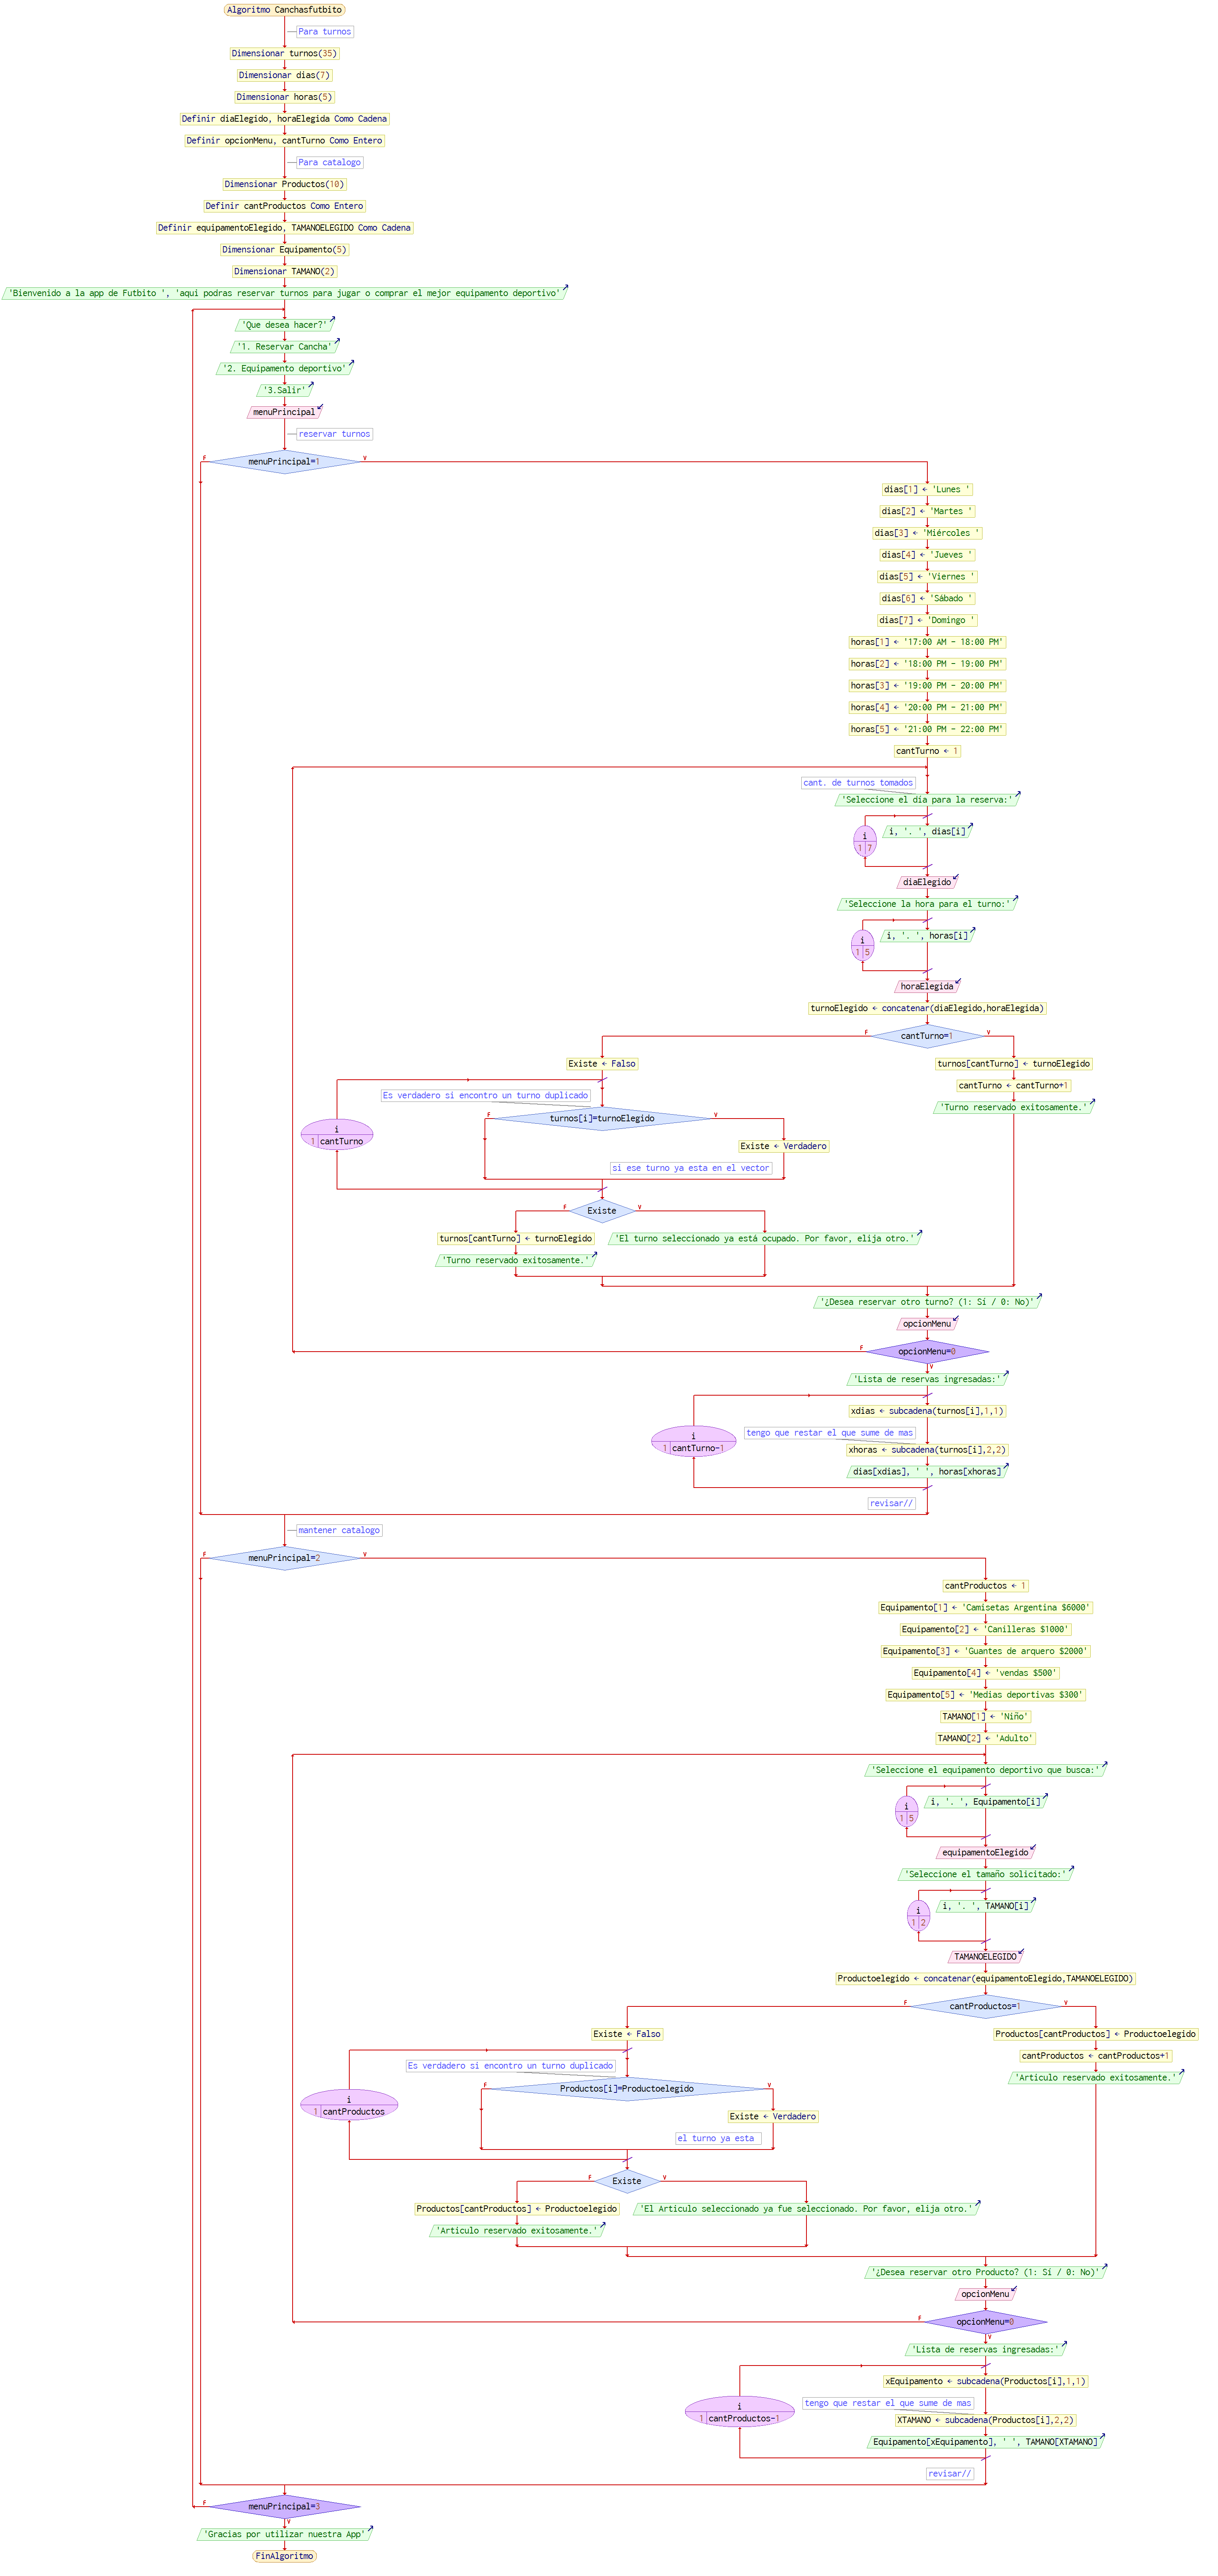 Algoritmo Canchasfutbito
Para turnos
Dimensionar turnos(35)
Dimensionar dias(7)
Dimensionar horas(5)
Definir diaElegido, horaElegida Como Cadena
Definir opcionMenu, cantTurno Como Entero
Para catalogo
Dimensionar Productos(10)
Definir cantProductos Como Entero
Definir equipamentoElegido, TAMANOELEGIDO Como Cadena
Dimensionar Equipamento(5)
Dimensionar TAMANO(2)
'Bienvenido a la app de Futbito ', 'aqui podras reservar turnos para jugar o comprar el mejor equipamento deportivo'
'Que desea hacer?'
'1. Reservar Cancha'
'2. Equipamento deportivo'
'3.Salir'
menuPrincipal
reservar turnos
F
menuPrincipal=1
V
dias[1] ← 'Lunes '
dias[2] ← 'Martes '
dias[3] ← 'Miércoles '
dias[4] ← 'Jueves '
dias[5] ← 'Viernes '
dias[6] ← 'Sábado '
dias[7] ← 'Domingo '
horas[1] ← '17:00 AM - 18:00 PM'
horas[2] ← '18:00 PM - 19:00 PM'
horas[3] ← '19:00 PM - 20:00 PM'
horas[4] ← '20:00 PM - 21:00 PM'
horas[5] ← '21:00 PM - 22:00 PM'
cantTurno ← 1
cant. de turnos tomados
'Seleccione el día para la reserva:'
i
1 7
i, '. ', dias[i]
diaElegido
'Seleccione la hora para el turno:'
i
1 5
i, '. ', horas[i]
horaElegida
turnoElegido ← concatenar(diaElegido,horaElegida)
F
cantTurno=1
V
Existe ← Falso
turnos[cantTurno] ← turnoElegido
cantTurno ← cantTurno+1
Es verdadero si encontro un turno duplicado
'Turno reservado exitosamente.'
F
turnos[i]=turnoElegido
V
i
1 cantTurno
Existe ← Verdadero
si ese turno ya esta en el vector
F
Existe
V
turnos[cantTurno] ← turnoElegido
'El turno seleccionado ya está ocupado. Por favor, elija otro.'
'Turno reservado exitosamente.'
'¿Desea reservar otro turno? (1: Sí / 0: No)'
opcionMenu
F
opcionMenu=0
V
'Lista de reservas ingresadas:'
xdias ← subcadena(turnos[i],1,1)
i
1 cantTurno-1
tengo que restar el que sume de mas
xhoras ← subcadena(turnos[i],2,2)
dias[xdias], ' ', horas[xhoras]
revisar//
mantener catalogo
F
menuPrincipal=2
V
cantProductos ← 1
Equipamento[1] ← 'Camisetas Argentina $6000'
Equipamento[2] ← 'Canilleras $1000'
Equipamento[3] ← 'Guantes de arquero $2000'
Equipamento[4] ← 'vendas $500'
Equipamento[5] ← 'Medias deportivas $300'
TAMANO[1] ← 'Niño'
TAMANO[2] ← 'Adulto'
'Seleccione el equipamento deportivo que busca:'
i
1 5
i, '. ', Equipamento[i]
equipamentoElegido
'Seleccione el tamaño solicitado:'
i
1 2
i, '. ', TAMANO[i]
TAMANOELEGIDO
Productoelegido ← concatenar(equipamentoElegido,TAMANOELEGIDO)
F
cantProductos=1
V
Existe ← Falso
Productos[cantProductos] ← Productoelegido
cantProductos ← cantProductos+1
Es verdadero si encontro un turno duplicado
'Articulo reservado exitosamente.'
F
Productos[i]=Productoelegido
V
i
1 cantProductos
Existe ← Verdadero
el turno ya esta
F
Existe
V
Productos[cantProductos] ← Productoelegido
'El Articulo seleccionado ya fue seleccionado. Por favor, elija otro.'
'Articulo reservado exitosamente.'
'¿Desea reservar otro Producto? (1: Sí / 0: No)'
opcionMenu
F
opcionMenu=0
V
'Lista de reservas ingresadas:'
xEquipamento ← subcadena(Productos[i],1,1)
i
1 cantProductos-1
tengo que restar el que sume de mas
XTAMANO ← subcadena(Productos[i],2,2)
Equipamento[xEquipamento], ' ', TAMANO[XTAMANO]
revisar//
F
menuPrincipal=3
V
'Gracias por utilizar nuestra App'
FinAlgoritmo